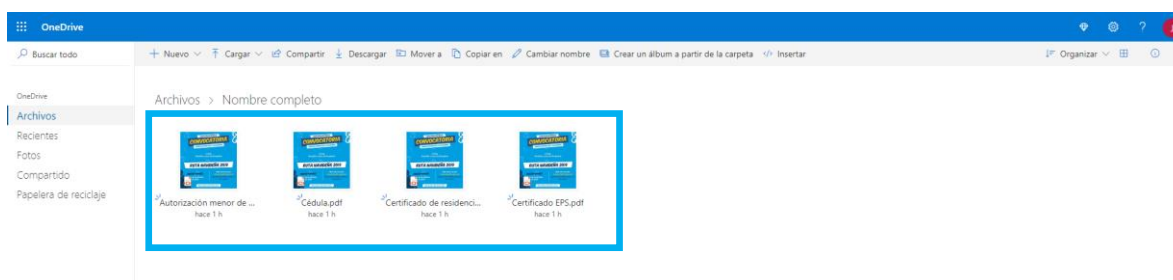 OneDrive
?
Buscar todo
Nuevo Cargar Compartir Descargar Mover a Copiar en Cambiar nombre Crear un álbum a partir de la carpeta Insertar
Organizar
OneDrive
Archivos
Recientes
Fotos
Compartido
Papelera de reciclaje
Archivos > Nombre completo
CONVOCATORIA CONVOCATORIA CONVOCATORIA CONVOCATORIA
Autorización menor de ... Cédula.pdf Certificado de residenci... Certificado EPS.pdf
hace 1 h hace 1 h hace 1 h hace 1 h